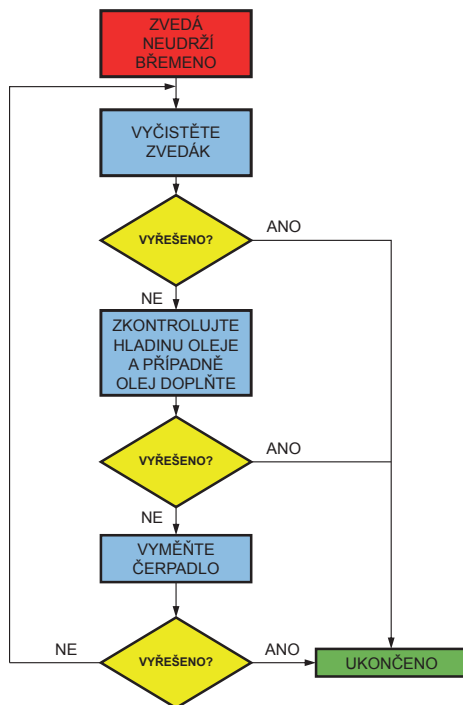 ZVEDÁ
NEUDRŽÍ
BŘEMENO
VYČISTĚTE
ZVEDÁK
VYŘEŠENO?
ANO
NE
ZKONTROLUJTE
HLADINU OLEJE
A PŘÍPADNĚ
OLEJ DOPLŇTE
VYŘEŠENO?
ANO
NE
VYMĚŇTE
ČERPADLO
NE
VYŘEŠENO?
ANO
UKONČENO